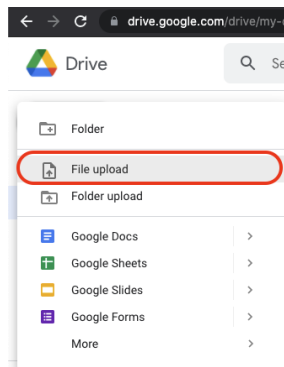 drive.google.com/drive/my-
Drive
Se
Folder
File upload
Folder upload
Google Docs
Google Sheets
Google Slides
Google Forms
More